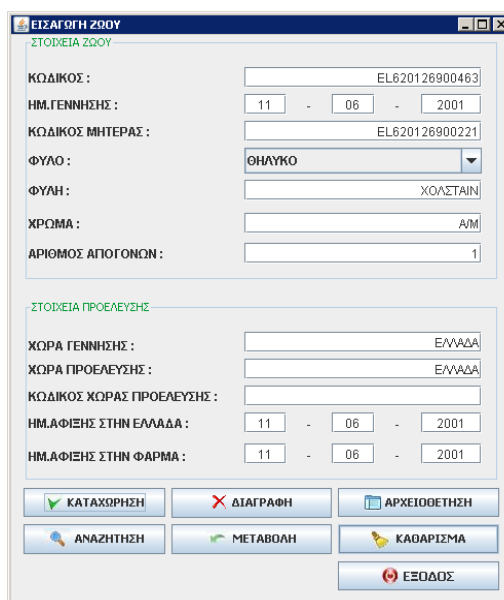 ΕΙΣΑΓΩΓΗ ΖΩΟΥ
ΣΤΟΙΧΕΙΑ ΖΩΟΥ
ΚΩΔΙΚΟΣ : EL620126900463
ΗΜ.ΓΕΝΝΗΣΗΣ : 11 - 06 - 2001
ΚΩΔΙΚΟΣ ΜΗΤΕΡΑΣ : EL620126900221
ΦΥΛΟ : ΘΗΛΥΚΟ
ΦΥΛΗ : ΧΟΛΣΤΑΙΝ
ΧΡΩΜΑ : Α/Μ
ΑΡΙΘΜΟΣ ΑΠΟΓΟΝΩΝ : 1
ΣΤΟΙΧΕΙΑ ΠΡΟΕΛΕΥΣΗΣ
ΧΩΡΑ ΓΕΝΝΗΣΗΣ : ΕΛΛΑΔΑ
ΧΩΡΑ ΠΡΟΕΛΕΥΣΗΣ : ΕΛΛΑΔΑ
ΚΩΔΙΚΟΣ ΧΩΡΑΣ ΠΡΟΕΛΕΥΣΗΣ :
ΗΜ.ΑΦΙΞΗΣ ΣΤΗΝ ΕΛΛΑΔΑ : 11 - 06 - 2001
ΗΜ.ΑΦΙΞΗΣ ΣΤΗΝ ΦΑΡΜΑ : 11 - 06 - 2001
ΚΑΤΑΧΩΡΗΣΗ ΔΙΑΓΡΑΦΗ ΑΡΧΕΙΟΘΕΤΗΣΗ
ΑΝΑΖΗΤΗΣΗ ΜΕΤΑΒΟΛΗ ΚΑΘΑΡΙΣΜΑ
ΕΞΟΔΟΣ